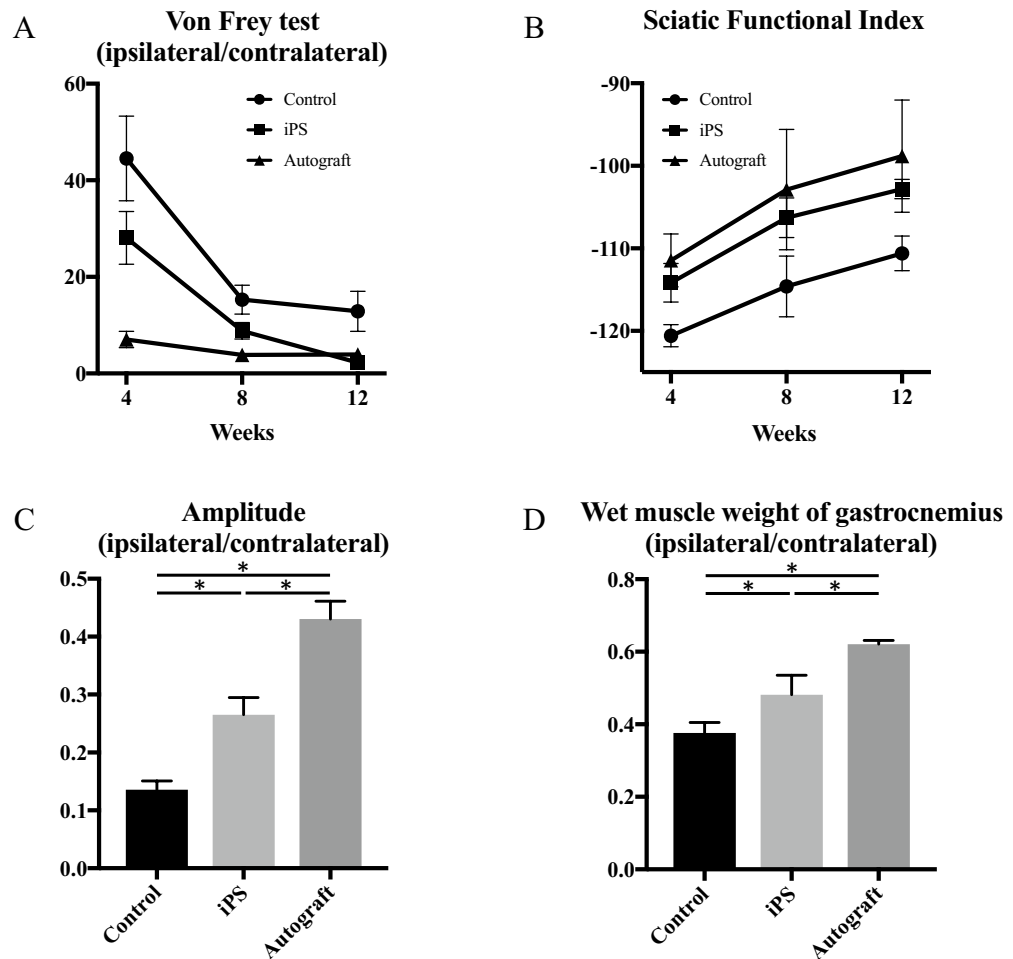 A
Von Frey test
(ipsilateral/contralateral)
60
40
20
0
Control
iPS
Autograft
4 8 12
Weeks
B
Sciatic Functional Index
-90
-100
-110
-120
Control
iPS
Autograft
4 8 12
Weeks
C
Amplitude
(ipsilateral/contralateral)
0.5
0.4
0.3
0.2
0.1
0.0
*
* *
Control iPS Autograft
D
Wet muscle weight of gastrocnemius
(ipsilateral/contralateral)
0.8
0.6
0.4
0.2
0.0
*
* *
Control iPS Autograft